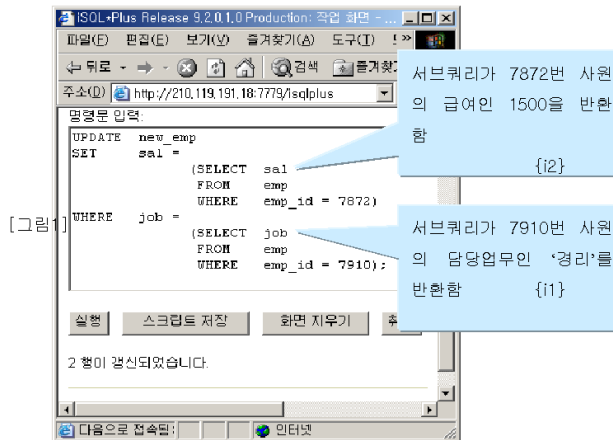 iSQL*Plus Release 9.2.0.1.0 Production: 작업 화면 - ...
파일(F) 편집(E) 보기(V) 즐겨찾기(A) 도구(T) »
뒤로 검색 즐겨찾
주소(D) http://210.119.191.18:7779/isqlplus
명령문 입력:
UPDATE new_emp
SET sal =
(SELECT sal
FROM emp
WHERE emp_id = 7872)
WHERE job =
(SELECT job
FROM emp
WHERE emp_id = 7910);
[그림1]
서브쿼리가 7872번 사원
의 급여인 1500을 반환
함
{i2}
서브쿼리가 7910번 사원
의 담당업무인 ‘경리’를
반환함 {i1}
실행 스크립트 저장 화면 지우기
2 행이 갱신되었습니다.
다음으로 접속됨: 인터넷